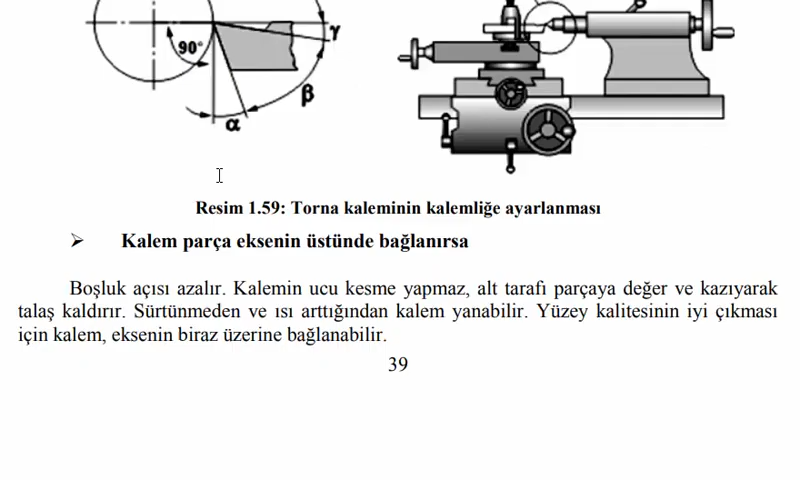 γ
90°
β
α
Resim 1.59: Torna kaleminin kalemliğe ayarlanması
➢ Kalem parça eksenin üstünde bağlanırsa
Boşluk açısı azalır. Kalemin ucu kesme yapmaz, alt tarafı parçaya değer ve kazıyarak
talaş kaldırır. Sürtünmeden ve ısı arttığından kalem yanabilir. Yüzey kalitesinin iyi çıkması
için kalem, eksenin biraz üzerine bağlanabilir.
39